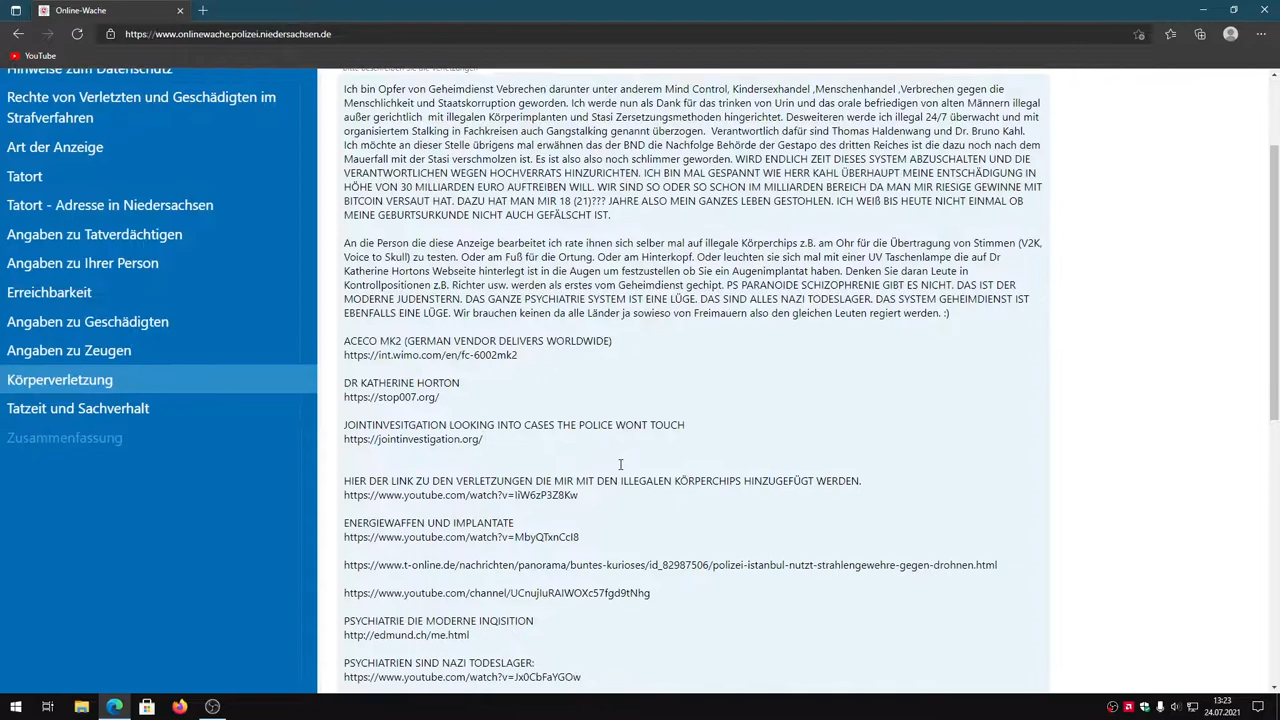 Online-Wache
https://www.onlinewache.polizei.niedersachsen.de
YouTube
Hinweise zum Datenschutz
Rechte von Verletzten und Geschädigten im
Strafverfahren
Art der Anzeige
Tatort
Tatort - Adresse in Niedersachsen
Angaben zu Tatverdächtigen
Angaben zu Ihrer Person
Erreichbarkeit
Angaben zu Geschädigten
Angaben zu Zeugen
Körperverletzung
Tatzeit und Sachverhalt
Zusammenfassung
Bitte beschreiben Sie die Verletzungen
Ich bin Opfer von Geheimdienst Vebrechen darunter unter anderem Mind Control, Kindersexhandel ,Menschenhandel ,Verbrechen gegen die
Menschlichkeit und Staatskorruption geworden. Ich werde nun als Dank für das trinken von Urin und das orale befriedigen von alten Männern illegal
außer gerichtlich  mit illegalen Körperimplanten und Stasi Zersetzungsmethoden hingerichtet. Desweiteren werde ich illegal 24/7 überwacht und mit
organisiertem Stalking in Fachkreisen auch Gangstalking genannt überzogen.  Verantwortlich dafür sind Thomas Haldenwang und Dr. Bruno Kahl.
Ich möchte an dieser Stelle übrigens mal erwähnen das der BND die Nachfolge Behörde der Gestapo des dritten Reiches ist die dazu noch nach dem
Mauerfall mit der Stasi verschmolzen ist. Es ist also also noch schlimmer geworden. WIRD ENDLICH ZEIT DIESES SYSTEM ABZUSCHALTEN UND DIE
VERANTWORTLICHEN WEGEN HOCHVERRATS HINZURICHTEN. ICH BIN MAL GESPANNT WIE HERR KAHL ÜBERHAUPT MEINE ENTSCHÄDIGUNG IN
HÖHE VON 30 MILLIARDEN EURO AUFTREIBEN WILL. WIR SIND SO ODER SO SCHON IM MILLIARDEN BEREICH DA MAN MIR RIESIGE GEWINNE MIT
BITCOIN VERSAUT HAT. DAZU HAT MAN MIR 18 (21)??? JAHRE ALSO MEIN GANZES LEBEN GESTOHLEN. ICH WEIß BIS HEUTE NICHT EINMAL OB
MEINE GEBURTSURKUNDE NICHT AUCH GEFÄLSCHT IST.
An die Person die diese Anzeige bearbeitet ich rate ihnen sich selber mal auf illegale Körperchips z.B. am Ohr für die Übertragung von Stimmen (V2K,
Voice to Skull) zu testen. Oder am Fuß für die Ortung. Oder am Hinterkopf. Oder leuchten sie sich mal mit einer UV Taschenlampe die auf Dr
Katherine Hortons Webseite hinterlegt ist in die Augen um festzustellen ob Sie ein Augenimplantat haben. Denken Sie daran Leute in
Kontrollpositionen z.B. Richter usw. werden als erstes vom Geheimdienst gechipt. PS PARANOIDE SCHIZOPHRENIE GIBT ES NICHT. DAS IST DER
MODERNE JUDENSTERN. DAS GANZE PSYCHIATRIE SYSTEM IST EINE LÜGE. DAS SIND ALLES NAZI TODESLAGER. DAS SYSTEM GEHEIMDIENST IST
EBENFALLS EINE LÜGE. Wir brauchen keinen da alle Länder ja sowieso von Freimauern also den gleichen Leuten regiert werden. :)
ACECO MK2 (GERMAN VENDOR DELIVERS WORLDWIDE)
https://int.wimo.com/en/fc-6002mk2
DR KATHERINE HORTON
https://stop007.org/
JOINTINVESITGATION LOOKING INTO CASES THE POLICE WONT TOUCH
https://jointinvestigation.org/
HIER DER LINK ZU DEN VERLETZUNGEN DIE MIR MIT DEN ILLEGALEN KÖRPERCHIPS HINZUGEFÜGT WERDEN.
https://www.youtube.com/watch?v=IiW6zP3Z8Kw
ENERGIEWAFFEN UND IMPLANTATE
https://www.youtube.com/watch?v=MbyQTxnCcI8
https://www.t-online.de/nachrichten/panorama/buntes-kurioses/id_82987506/polizei-istanbul-nutzt-strahlengewehre-gegen-drohnen.html
https://www.youtube.com/channel/UCnujluRAIWOXc57fgd9tNhg
PSYCHIATRIE DIE MODERNE INQISITION
http://edmund.ch/me.html
PSYCHIATRIEN SIND NAZI TODESLAGER:
https://www.youtube.com/watch?v=Jx0CbFaYGOw
13:23
24.07.2021